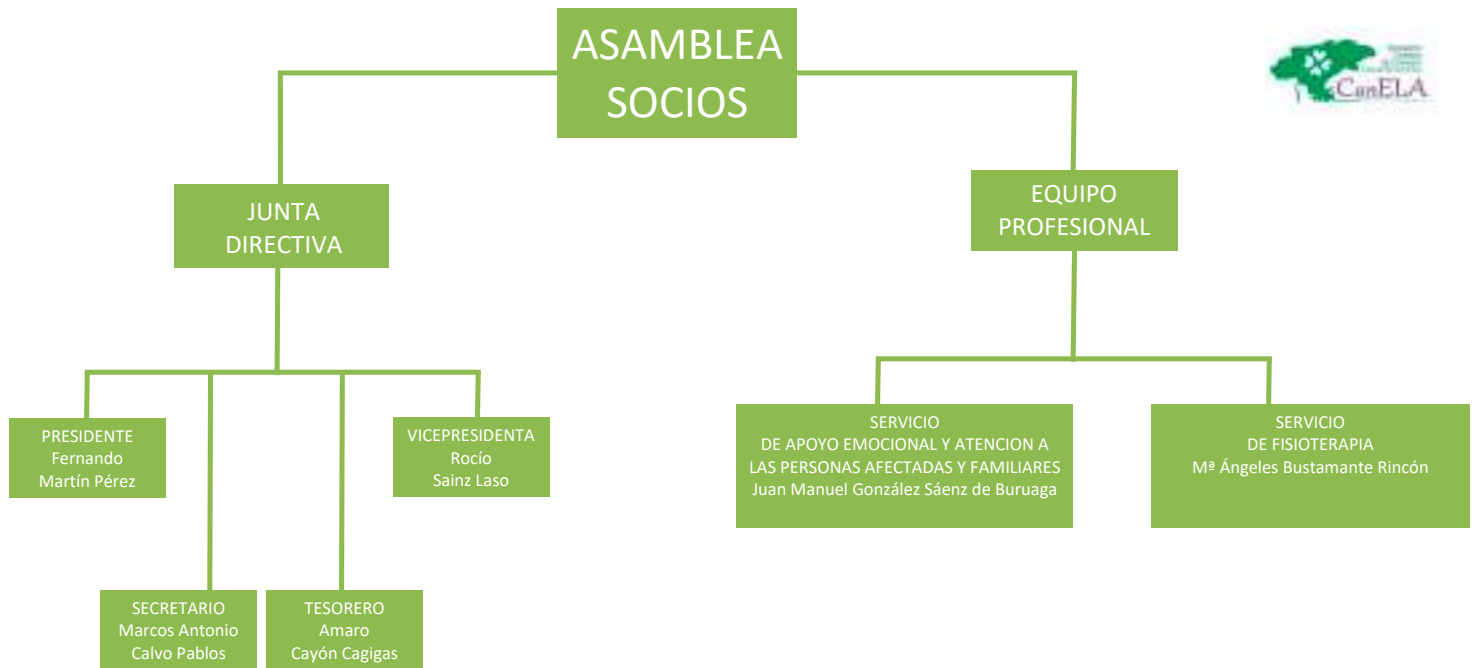 ASAMBLEA
SOCIOS
CanELA
JUNTA
DIRECTIVA
EQUIPO
PROFESIONAL
PRESIDENTE
Fernando
Martín Pérez
VICEPRESIDENTA
Rocío
Sainz Laso
SERVICIO
DE APOYO EMOCIONAL Y ATENCION A
LAS PERSONAS AFECTADAS Y FAMILIARES
Juan Manuel González Sáenz de Buruaga
SERVICIO
DE FISIOTERAPIA
Mª Ángeles Bustamante Rincón
SECRETARIO
Marcos Antonio
Calvo Pablos
TESORERO
Amaro
Cayón Cagigas